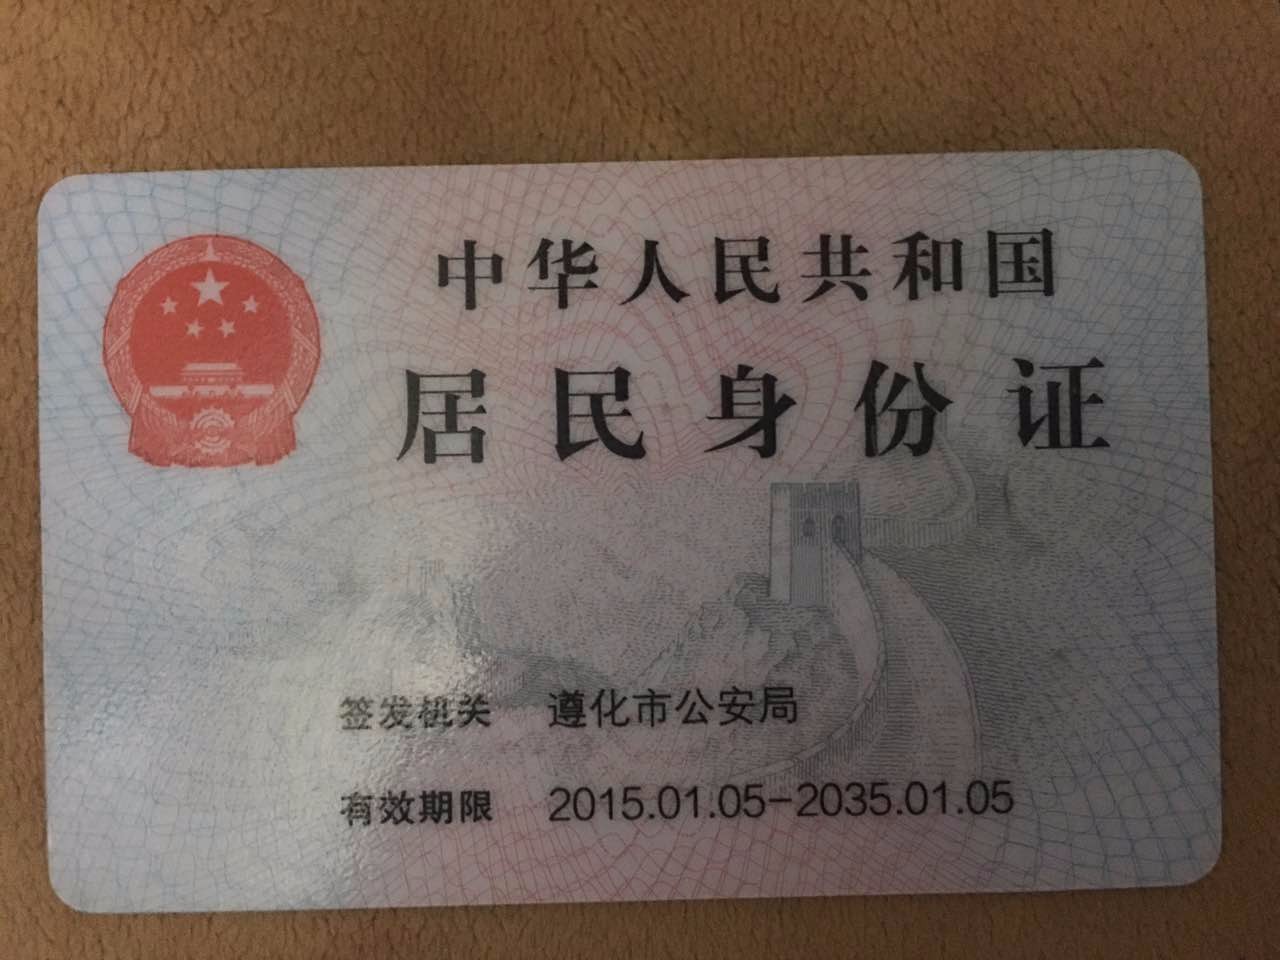 中华人民共和国
居民身份证
签发机关 遵化市公安局
有效期限 2015.01.05-2035.01.05